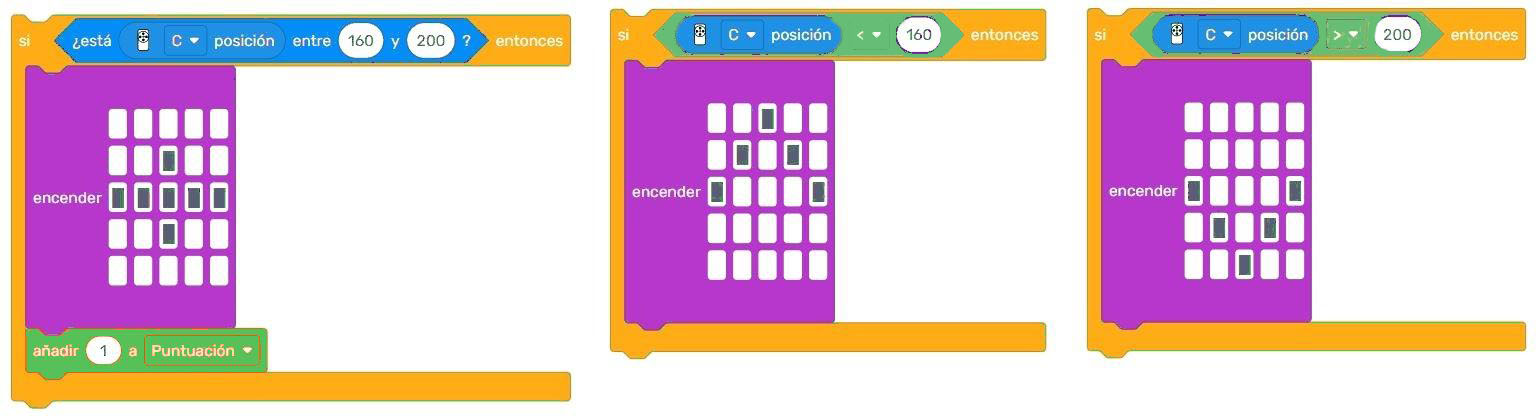 si ¿está C posición entre 160 y 200 ? entonces
encender
añadir 1 a Puntuación
si C posición < 160 entonces
encender
si C posición > 200 entonces
encender